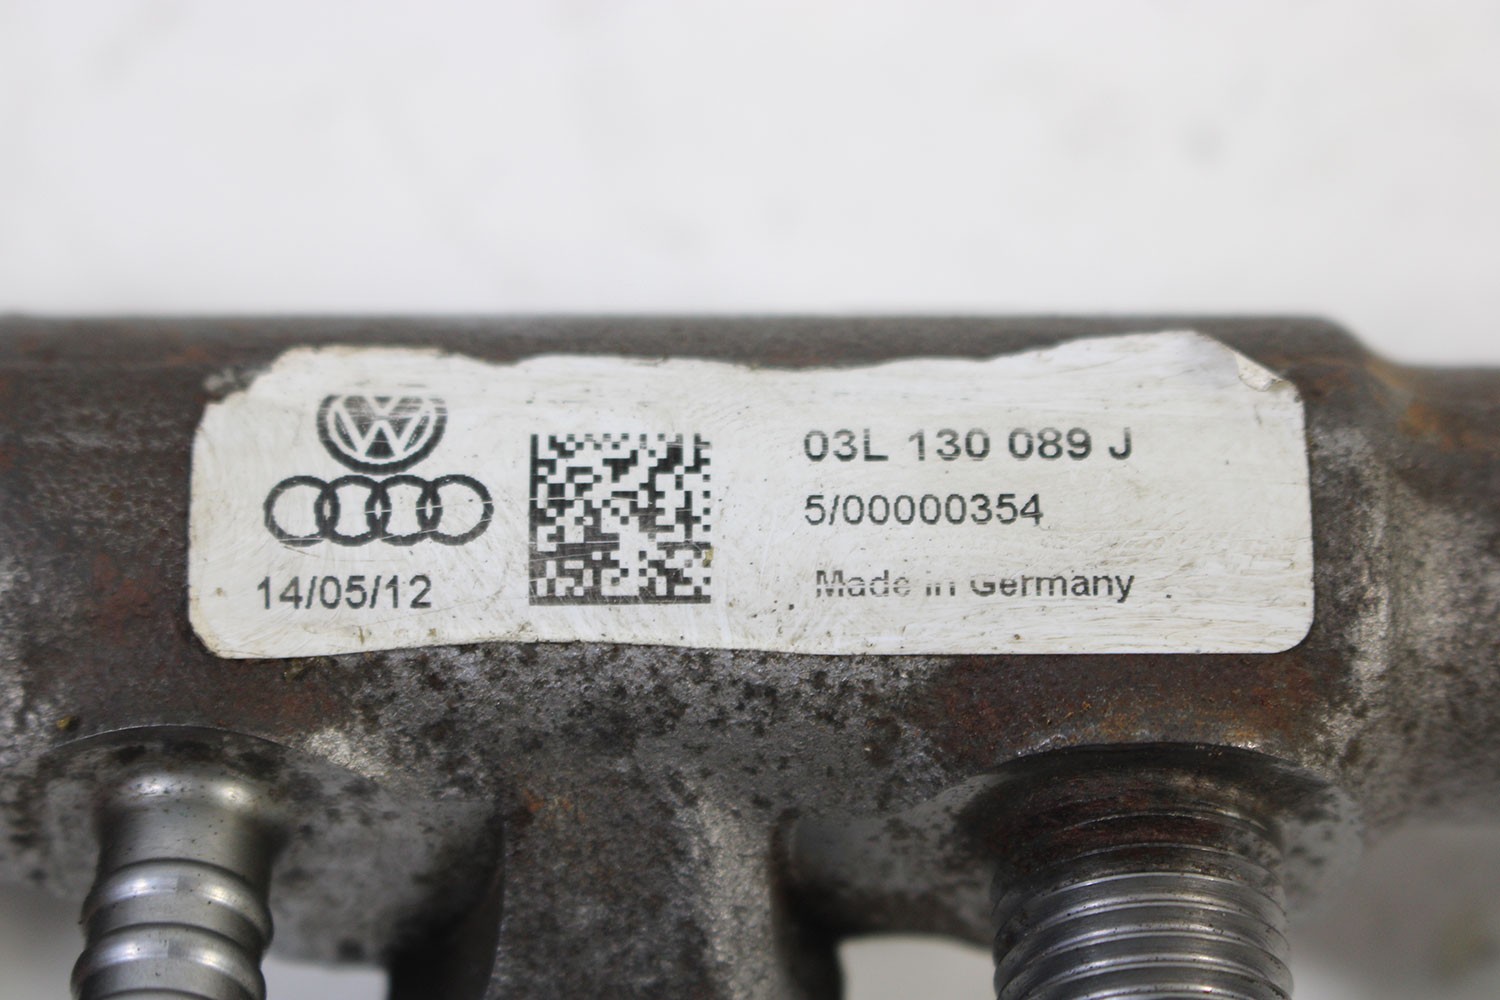 03L 130 089 J
5/00000354
14/05/12
Made in Germany